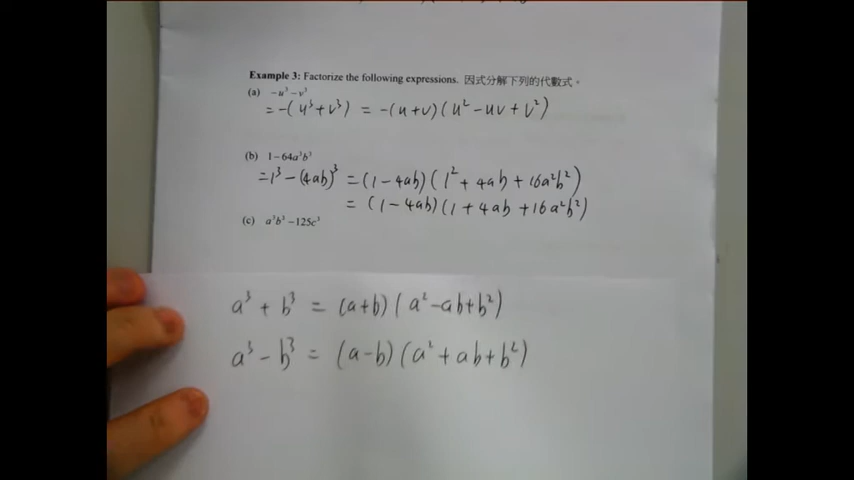 Example 3: Factorize the following expressions. 因式分解下列的代數式。
(a) −u³−v³
= −(u³+v³) = −(u+v)(u²−uv+v²)
(b) 1−64a³b³
=1³−(4ab)³ =(1−4ab)(1²+4ab+16a²b²)
= (1−4ab)(1+4ab+16a²b²)
(c) a³b³−125c³
a³+b³ = (a+b)(a²−ab+b²)
a³−b³ = (a−b)(a²+ab+b²)